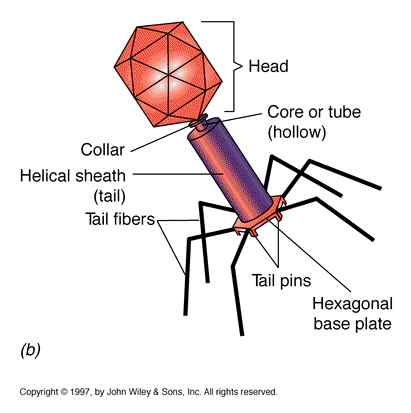 Head
Core or tube
(hollow)
Collar
Helical sheath
(tail)
Tail fibers
Tail pins
Hexagonal
base plate
(b)
Copyright © 1997, by John Wiley & Sons, Inc. All rights reserved.